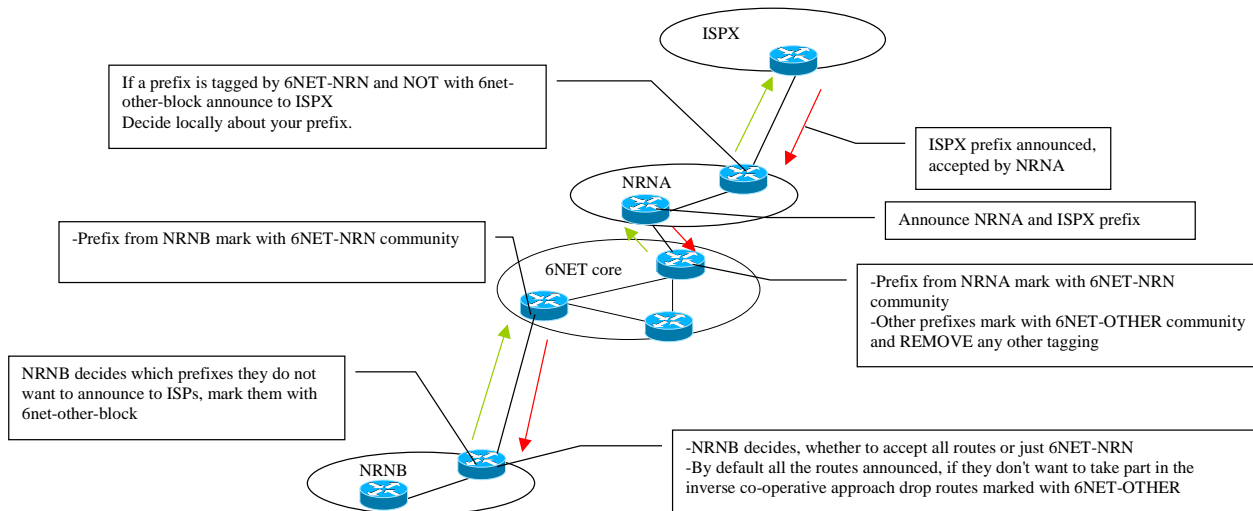 ISPX
If a prefix is tagged by 6NET-NRN and NOT with 6net-
other-block announce to ISPX
Decide locally about your prefix.
ISPX prefix announced,
accepted by NRNA
NRNA
Announce NRNA and ISPX prefix
-Prefix from NRNB mark with 6NET-NRN community
6NET core
-Prefix from NRNA mark with 6NET-NRN
community
-Other prefixes mark with 6NET-OTHER community
and REMOVE any other tagging
NRNB decides which prefixes they do not
want to announce to ISPs, mark them with
6net-other-block
-NRNB decides, whether to accept all routes or just 6NET-NRN
-By default all the routes announced, if they don't want to take part in the
inverse co-operative approach drop routes marked with 6NET-OTHER
NRNB